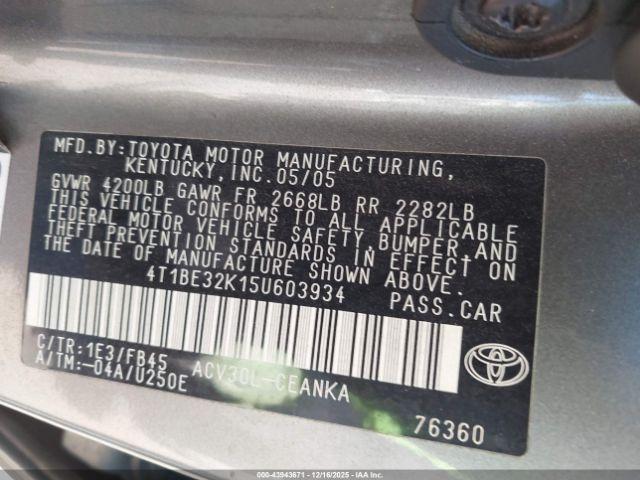 MFD.BY:TOYOTA MOTOR MANUFACTURING,
KENTUCKY, INC. 05/05
GVWR 4200LB GAWR FR 2668LB RR 2282LB
THIS VEHICLE CONFORMS TO ALL APPLICABLE
FEDERAL MOTOR VEHICLE SAFETY,BUMPER,AND
THEFT PREVENTION STANDARDS IN EFFECT ON
THE DATE OF MANUFACTURE SHOWN ABOVE.
4T1BE32K15U603934 PASS.CAR
C/TR:1E3/FB45 ACV30L-CEANKA
A/TM:-04A/U250E
76360
000-43943671 | 12/16/2025 - IAA Inc.